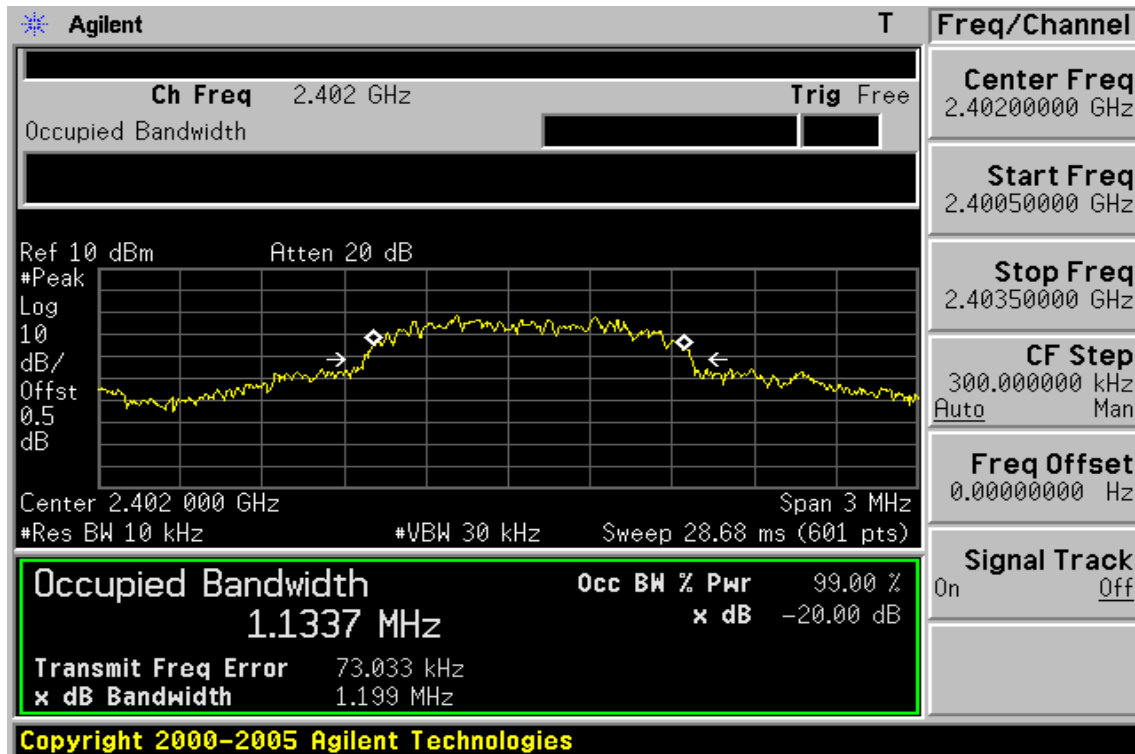 Agilent T
Ch Freq 2.402 GHz Trig Free
Occupied Bandwidth
Ref 10 dBm Atten 20 dB
#Peak
Log
10
dB/
Offst
0.5
dB
Center 2.402 000 GHz Span 3 MHz
#Res BW 10 kHz #VBW 30 kHz Sweep 28.68 ms (601 pts)
Occupied Bandwidth Occ BW % Pwr 99.00 %
1.1337 MHz x dB -20.00 dB
Transmit Freq Error 73.033 kHz
x dB Bandwidth 1.199 MHz
Copyright 2000-2005 Agilent Technologies
Freq/Channel
Center Freq
2.40200000 GHz
Start Freq
2.40050000 GHz
Stop Freq
2.40350000 GHz
CF Step
300.000000 kHz
Auto Man
Freq Offset
0.00000000 Hz
Signal Track
On Off